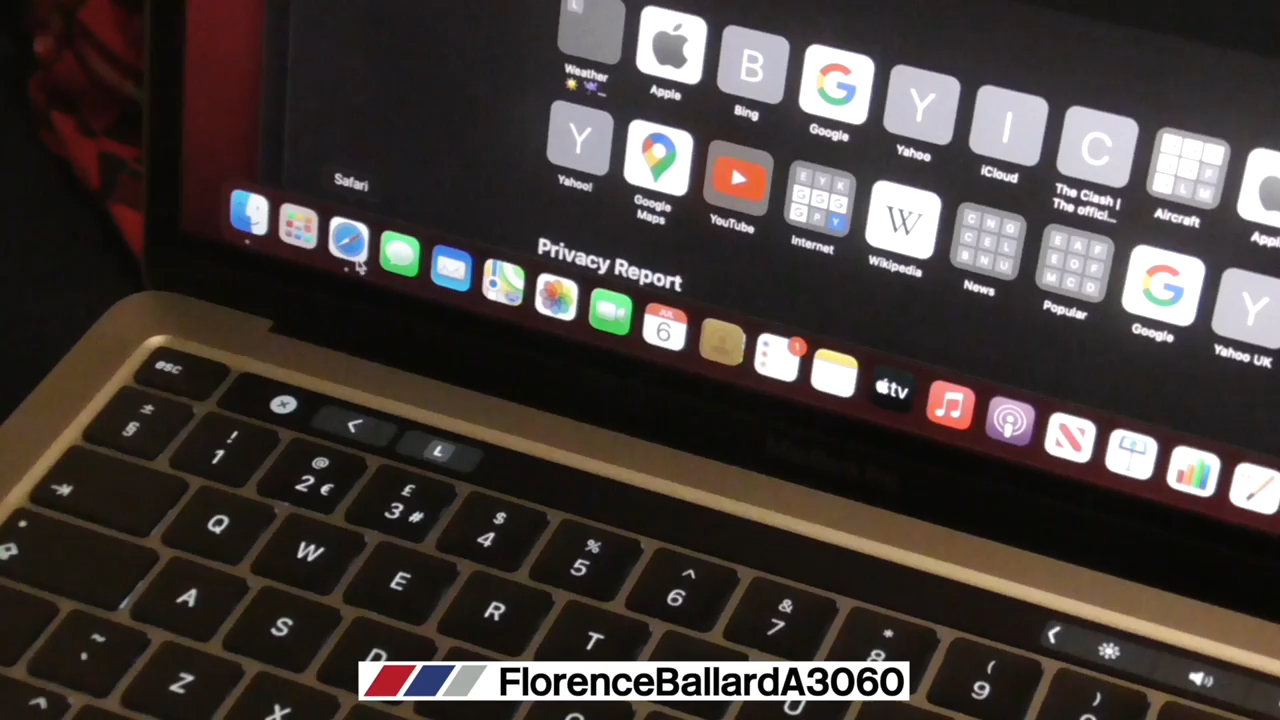 L
Weather
Apple
B
Bing
Google
Y
Yahoo
I
iCloud
C
The Clash |
The offici...
Aircraft
Appl
Y
Yahoo!
Google
Maps
YouTube
Internet
W
Wikipedia
News
Popular
Google
Y
Yahoo UK
Safari
Privacy Report
JUL
6
1
tv
esc
<
L
±
§
!
1
@
2 €
£
3 #
$
4
%
5
^
6
&
7
*
8
(
9
)
Q
W
E
R
T
A
S
D
~
Z
X
FlorenceBallardA3060